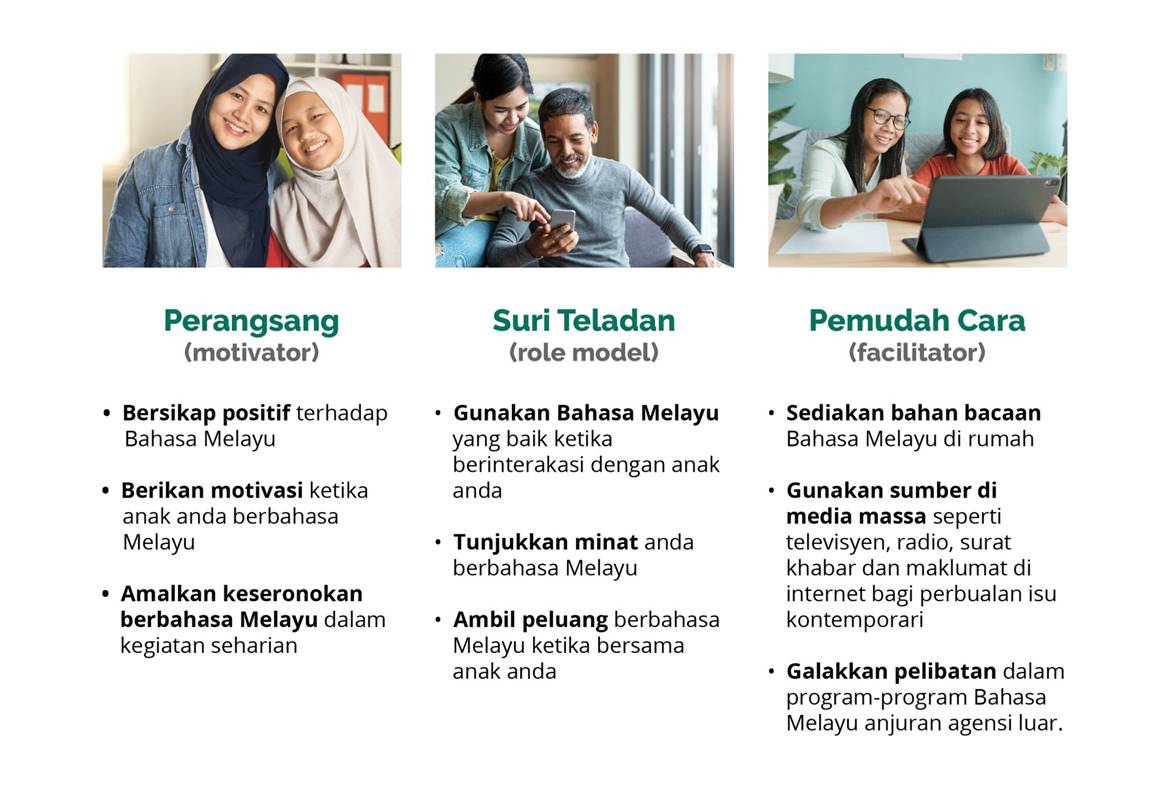 Perangsang
(motivator)
• Bersikap positif terhadap
Bahasa Melayu
• Berikan motivasi ketika
anak anda berbahasa
Melayu
• Amalkan keseronokan
berbahasa Melayu dalam
kegiatan seharian
Suri Teladan
(role model)
• Gunakan Bahasa Melayu
yang baik ketika
berinterakasi dengan anak
anda
• Tunjukkan minat anda
berbahasa Melayu
• Ambil peluang berbahasa
Melayu ketika bersama
anak anda
Pemudah Cara
(facilitator)
• Sediakan bahan bacaan
Bahasa Melayu di rumah
• Gunakan sumber di
media massa seperti
televisyen, radio, surat
khabar dan maklumat di
internet bagi perbualan isu
kontemporari
• Galakkan pelibatan dalam
program-program Bahasa
Melayu anjuran agensi luar.